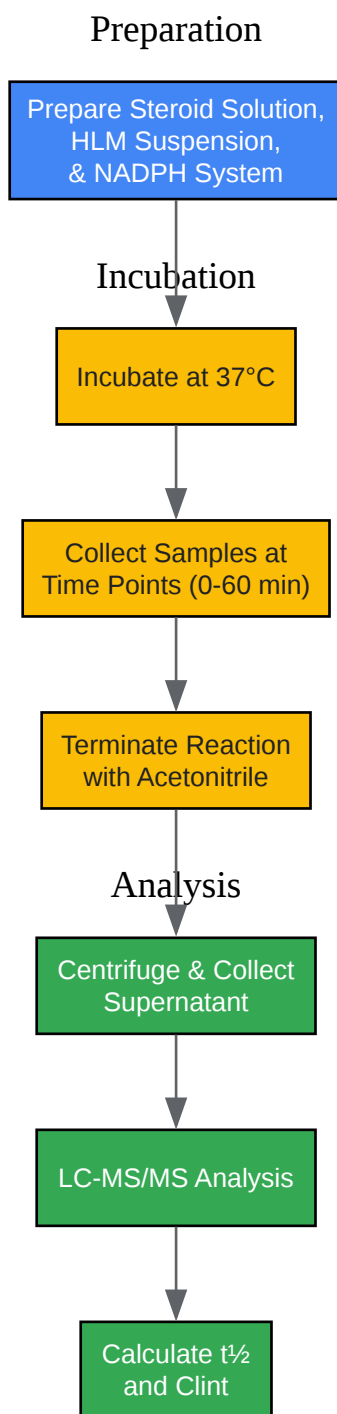 Preparation
Prepare Steroid Solution,
HLM Suspension,
& NADPH System
Incubation
Incubate at 37°C
Collect Samples at
Time Points (0-60 min)
Terminate Reaction
with Acetonitrile
Analysis
Centrifuge & Collect
Supernatant
LC-MS/MS Analysis
Calculate t½
and Clint